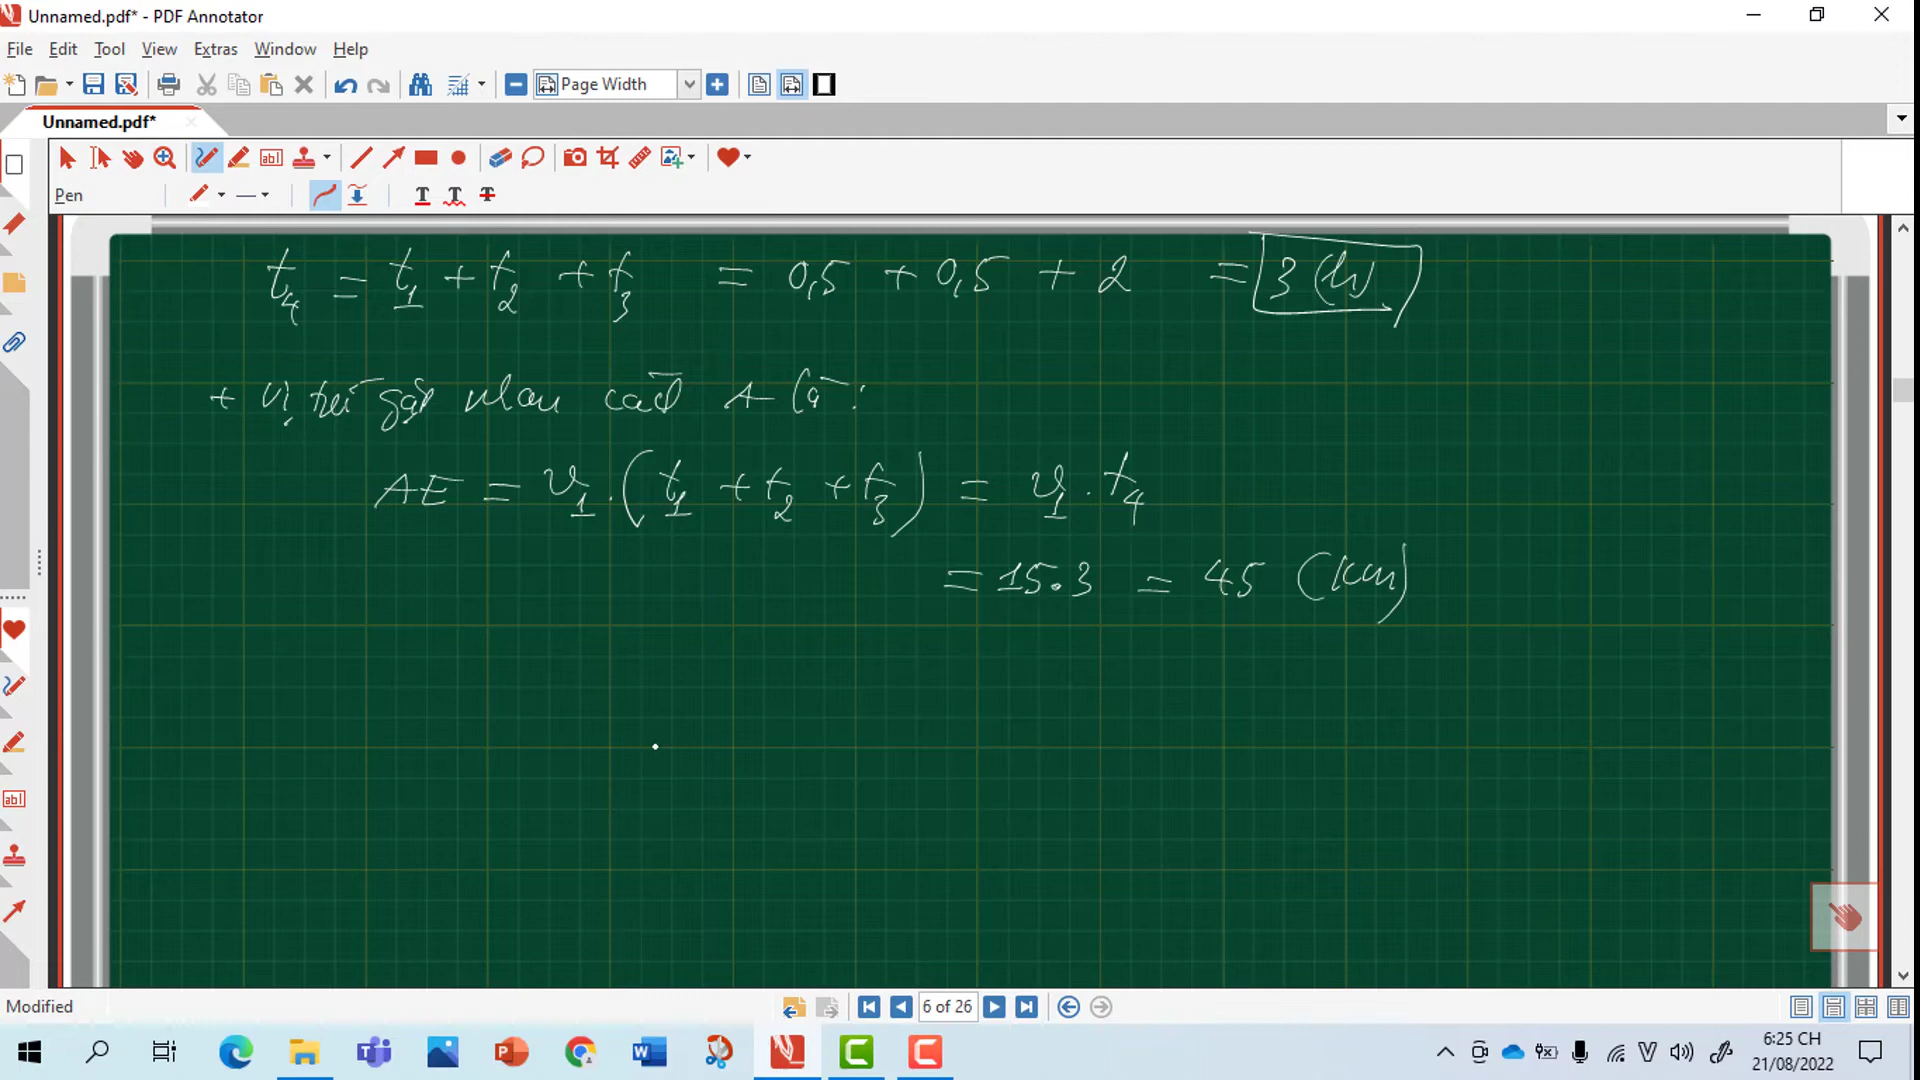 Unnamed.pdf* - PDF Annotator
File Edit Tool View Extras Window Help
Page Width
Unnamed.pdf*
Pen
t4 = t1 + t2 + t3 = 0,5 + 0,5 + 2 = 3 (h)
+ Vị trí gặp nhau cách A là :
AE = v1.(t1 + t2 + t3) = v1 . t4
= 15.3 = 45 (km)
Modified
6 of 26
6:25 CH
21/08/2022